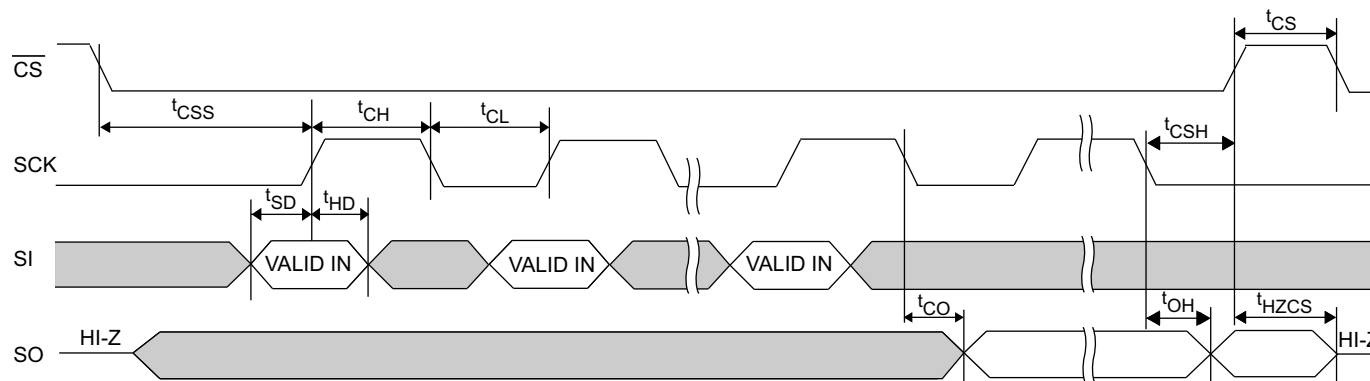 tCS
CS
tCSS
tCH
tCL
tCSH
SCK
tSD
tHD
SI
VALID IN
VALID IN
VALID IN
tCO
tOH
tHZCS
SO
HI-Z
HI-Z